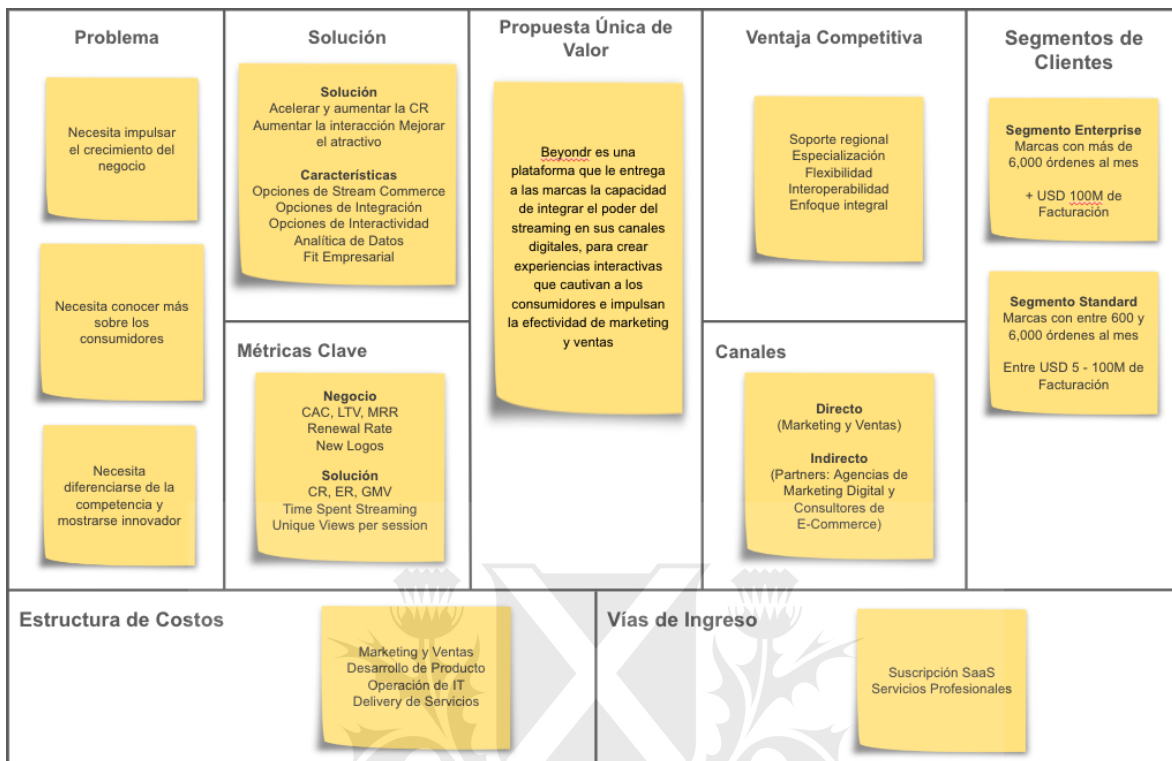 Problema
Necesita impulsar
el crecimiento del
negocio
Necesita conocer más
sobre los
consumidores
Necesita
diferenciarse de la
competencia y
mostrarse innovador
Solución
Solución
Acelerar y aumentar la CR
Aumentar la interacción Mejorar
el atractivo
Características
Opciones de Stream Commerce
Opciones de Integración
Opciones de Interactividad
Analítica de Datos
Fit Empresarial
Métricas Clave
Negocio
CAC, LTV, MRR
Renewal Rate
New Logos
Solución
CR, ER, GMV
Time Spent Streaming
Unique Views per session
Propuesta Única de
Valor
Beyondr es una
plataforma que le entrega
a las marcas la capacidad
de integrar el poder del
streaming en sus canales
digitales, para crear
experiencias interactivas
que cautivan a los
consumidores e impulsan
la efectividad de marketing
y ventas
Ventaja Competitiva
Soporte regional
Especialización
Flexibilidad
Interoperabilidad
Enfoque integral
Canales
Directo
(Marketing y Ventas)
Indirecto
(Partners: Agencias de
Marketing Digital y
Consultores de
E-Commerce)
Segmentos de
Clientes
Segmento Enterprise
Marcas con más de
6,000 órdenes al mes
+ USD 100M de
Facturación
Segmento Standard
Marcas con entre 600 y
6,000 órdenes al mes
Entre USD 5 - 100M de
Facturación
Estructura de Costos
Marketing y Ventas
Desarrollo de Producto
Operación de IT
Delivery de Servicios
Vías de Ingreso
Suscripción SaaS
Servicios Profesionales